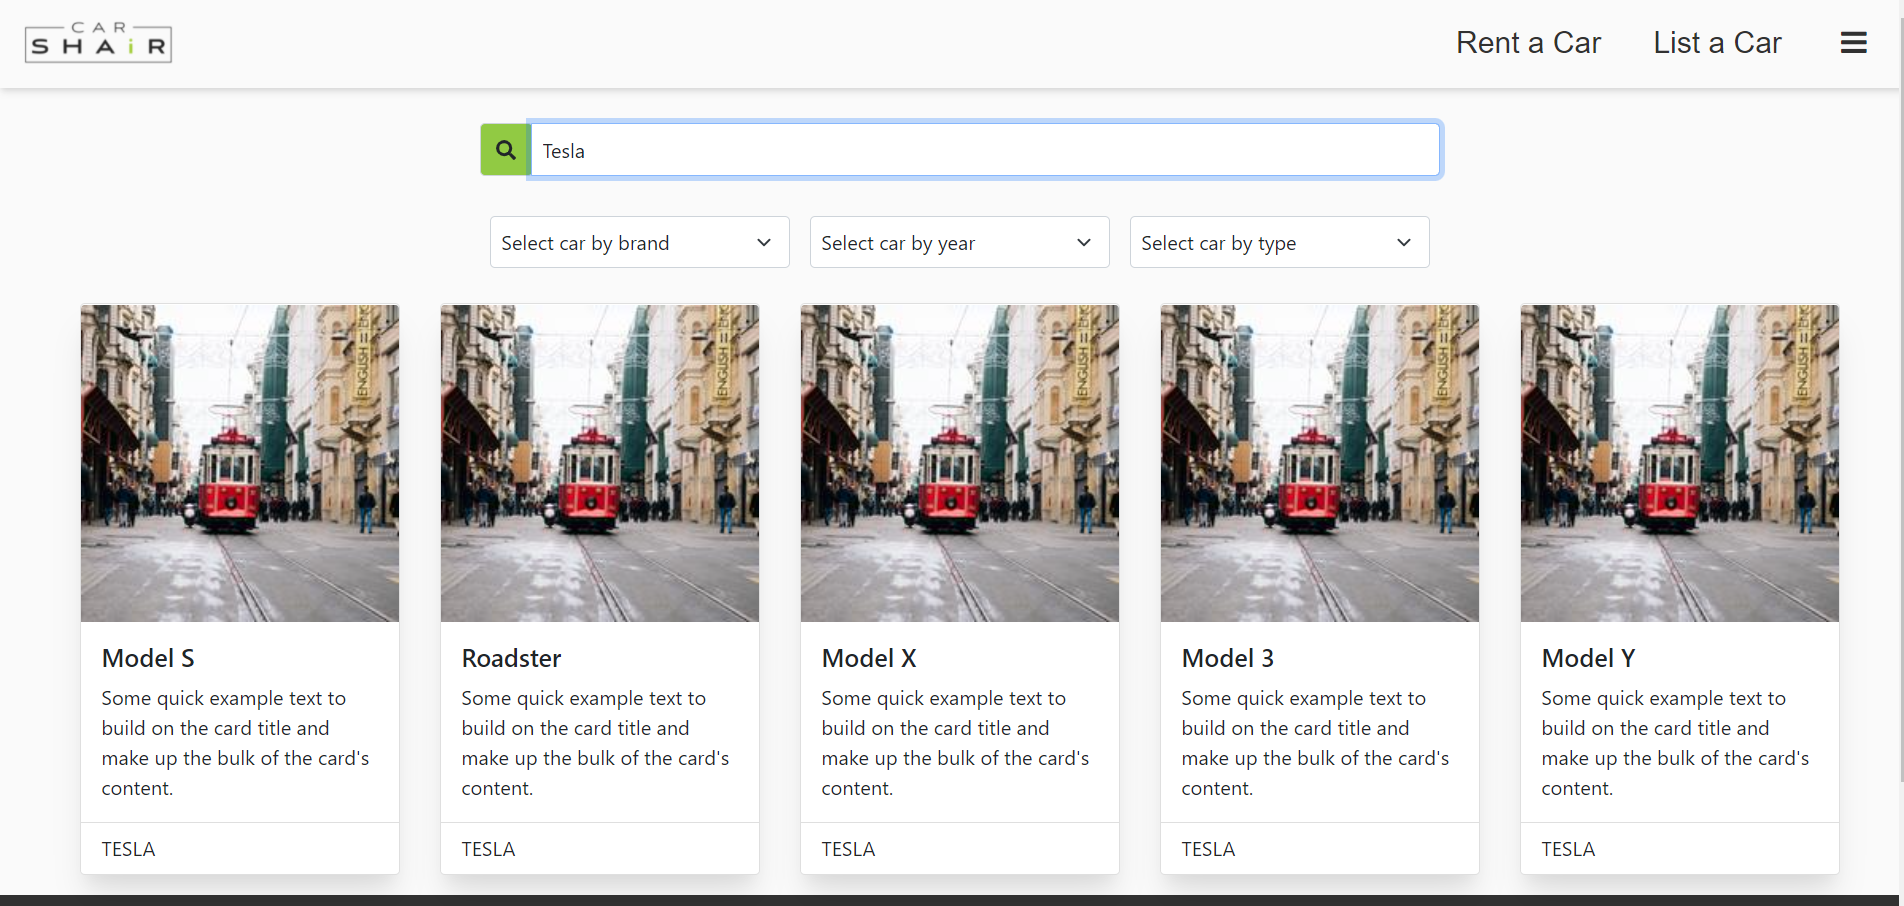 CAR
SHAiR
Rent a Car
List a Car
Tesla
Select car by brand
Select car by year
Select car by type
ENGLISH
ENGLISH
ENGLISH
ENGLISH
ENGLISH
Model S
Some quick example text to
build on the card title and
make up the bulk of the card's
content.
TESLA
Roadster
Some quick example text to
build on the card title and
make up the bulk of the card's
content.
TESLA
Model X
Some quick example text to
build on the card title and
make up the bulk of the card's
content.
TESLA
Model 3
Some quick example text to
build on the card title and
make up the bulk of the card's
content.
TESLA
Model Y
Some quick example text to
build on the card title and
make up the bulk of the card's
content.
TESLA